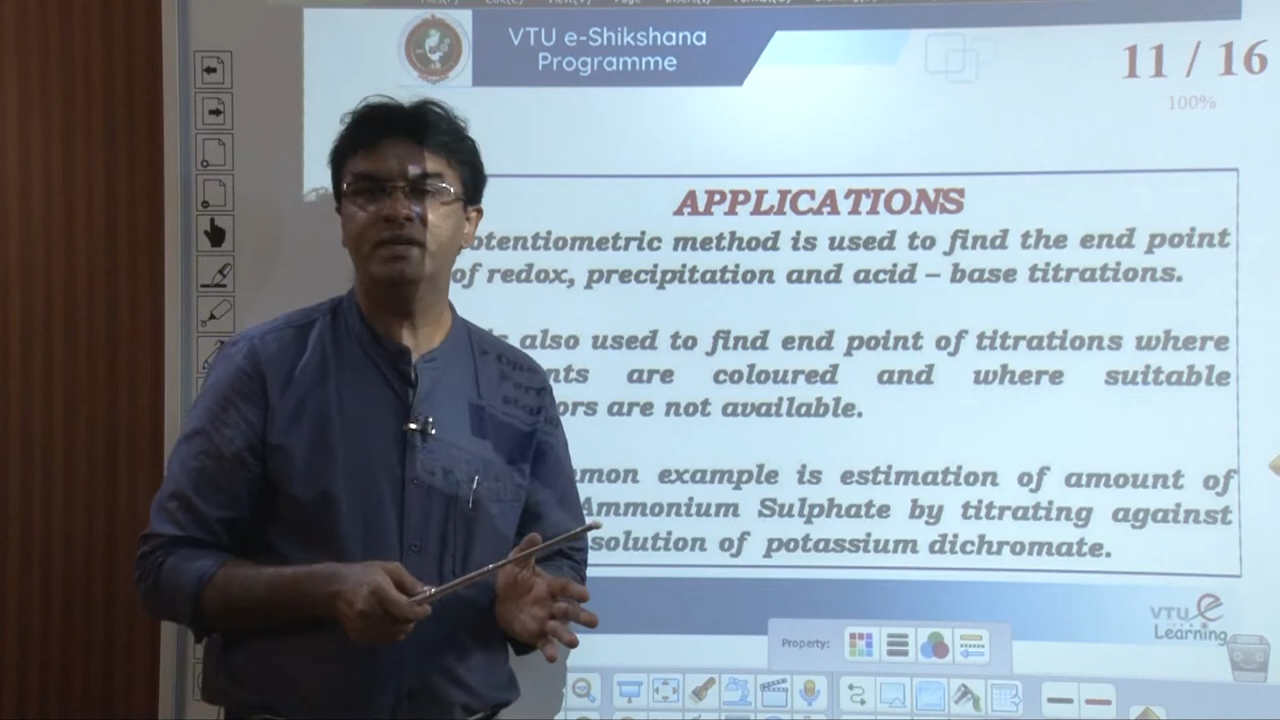 VTU e-Shikshana
Programme
11 / 16
100%
APPLICATIONS
otentiometric method is used to find the end point
of redox, precipitation and acid – base titrations.
also used to find end point of titrations where
are coloured and where suitable
are not available.
example is estimation of amount of
Ammonium Sulphate by titrating against
solution of potassium dichromate.
VTU e
Learning
Property: